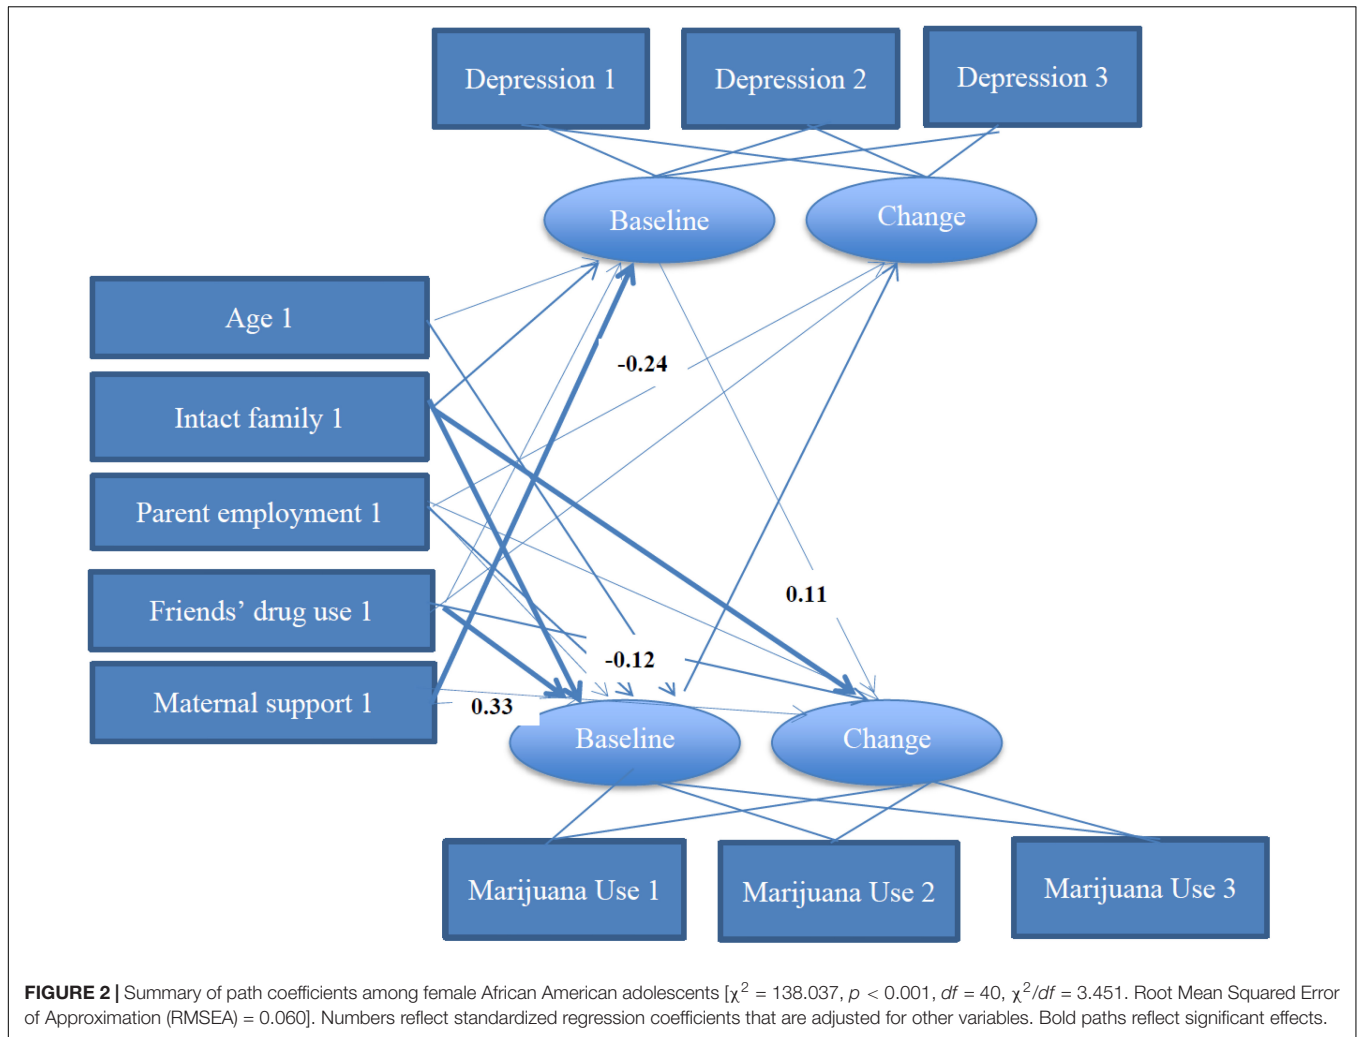 Depression 1
Depression 2
Depression 3
Baseline
Change
Age 1
-0.24
Intact family 1
Parent employment 1
Friends’ drug use 1
0.11
-0.12
Maternal support 1
0.33
Baseline
Change
Marijuana Use 1
Marijuana Use 2
Marijuana Use 3
FIGURE 2 | Summary of path coefficients among female African American adolescents [χ² = 138.037, p < 0.001, df = 40, χ²/df = 3.451. Root Mean Squared Error
of Approximation (RMSEA) = 0.060]. Numbers reflect standardized regression coefficients that are adjusted for other variables. Bold paths reflect significant effects.